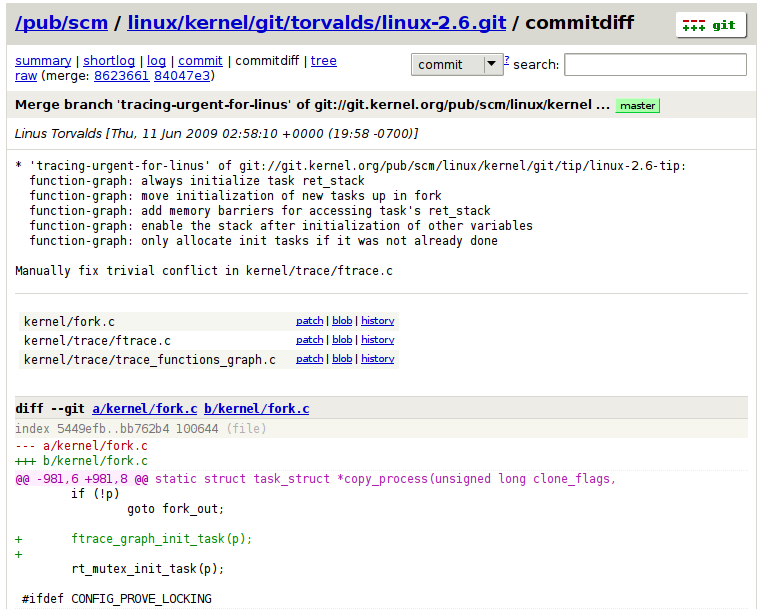 /pub/scm / linux/kernel/git/torvalds/linux-2.6.git / commitdiff
git
summary | shortlog | log | commit | commitdiff | tree
raw (merge: 8623661 84047e3)
commit ? search:
Merge branch 'tracing-urgent-for-linus' of git://git.kernel.org/pub/scm/linux/kernel ... master
Linus Torvalds [Thu, 11 Jun 2009 02:58:10 +0000 (19:58 -0700)]
* 'tracing-urgent-for-linus' of git://git.kernel.org/pub/scm/linux/kernel/git/tip/linux-2.6-tip:
  function-graph: always initialize task ret_stack
  function-graph: move initialization of new tasks up in fork
  function-graph: add memory barriers for accessing task's ret_stack
  function-graph: enable the stack after initialization of other variables
  function-graph: only allocate init tasks if it was not already done
Manually fix trivial conflict in kernel/trace/ftrace.c
kernel/fork.c patch | blob | history
kernel/trace/ftrace.c patch | blob | history
kernel/trace/trace_functions_graph.c patch | blob | history
diff --git a/kernel/fork.c b/kernel/fork.c
index 5449efb..bb762b4 100644 (file)
--- a/kernel/fork.c
+++ b/kernel/fork.c
@@ -981,6 +981,8 @@ static struct task_struct *copy_process(unsigned long clone_flags,
        if (!p)
                goto fork_out;
+       ftrace_graph_init_task(p);
+
        rt_mutex_init_task(p);
 #ifdef CONFIG_PROVE_LOCKING